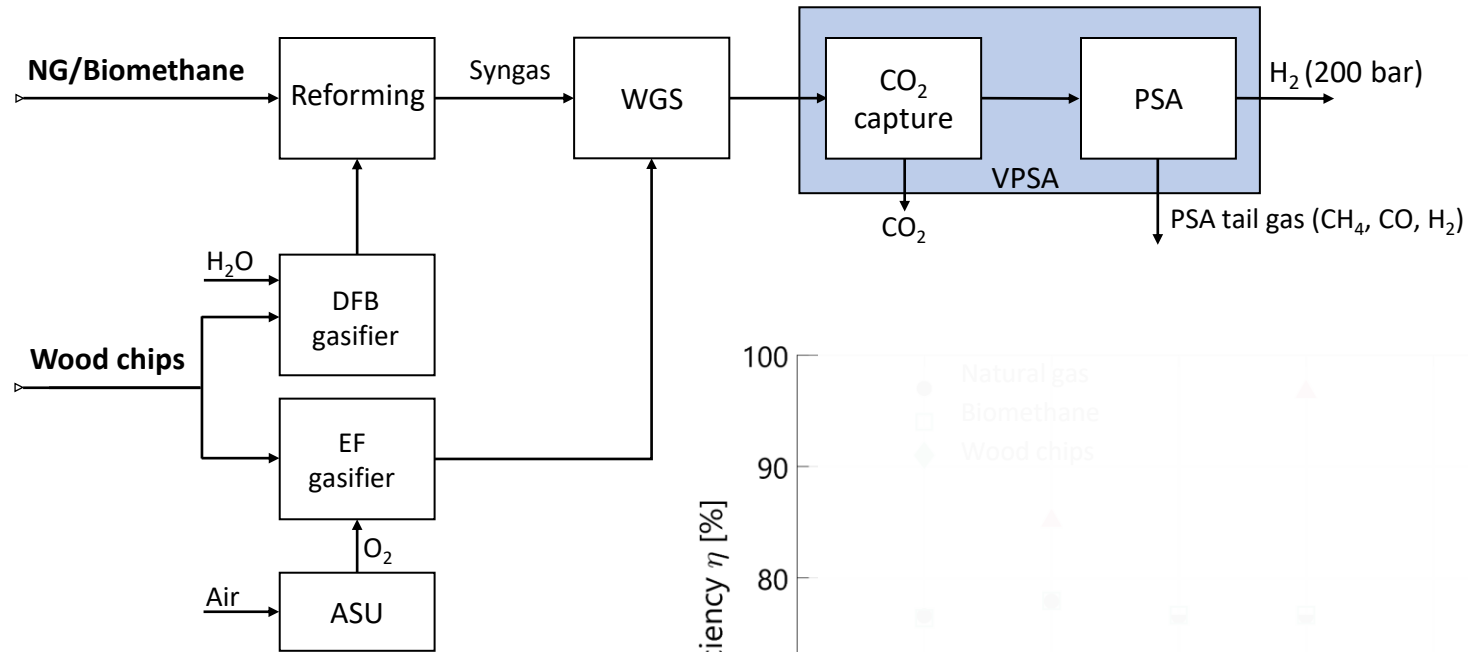 NG/Biomethane
Reforming
Syngas
WGS
CO₂
capture
PSA
H₂ (200 bar)
VPSA
CO₂
PSA tail gas (CH₄, CO, H₂)
H₂O
DFB
gasifier
Wood chips
EF
gasifier
O₂
Air
ASU
100
Natural gas
Biomethane
Wood chips
90
80
ciency η [%]